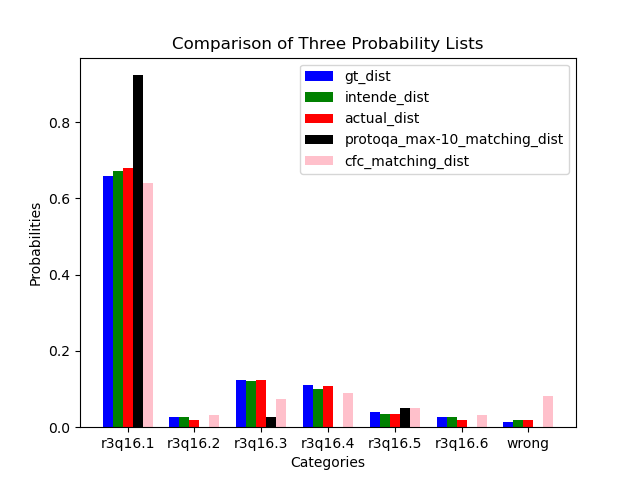 Comparison of Three Probability Lists
gt_dist
intende_dist
actual_dist
protoqa_max-10_matching_dist
cfc_matching_dist
Probabilities
0.8
0.6
0.4
0.2
0.0
r3q16.1 r3q16.2 r3q16.3 r3q16.4 r3q16.5 r3q16.6 wrong
Categories